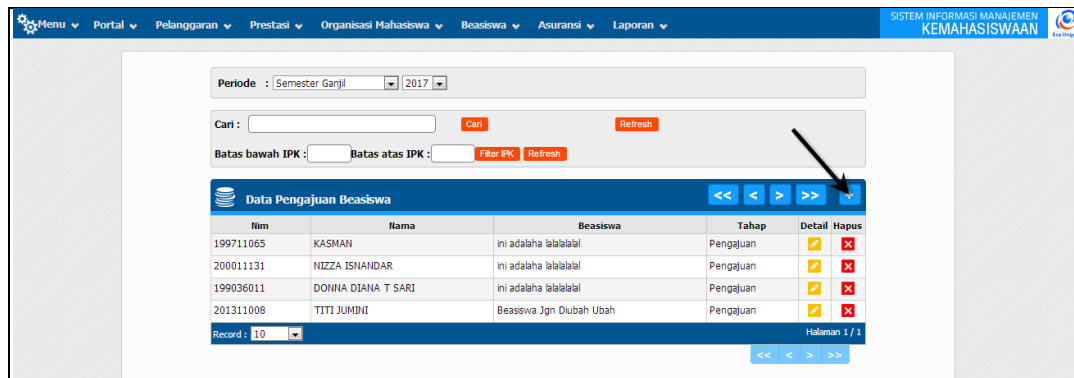 Menu Portal Pelanggaran Prestasi Organisasi Mahasiswa Beasiswa Asuransi Laporan
SISTEM INFORMASI MANAJEMEN
KEMAHASISWAAN
Esa Unggul
Periode : Semester Ganjil 2017
Cari : Cari Refresh
Batas bawah IPK : Batas atas IPK : Filter IPK Refresh
Data Pengajuan Beasiswa << < > >> +
Nim Nama Beasiswa Tahap Detail Hapus
199711065 KASMAN ini adalaha lalalalal Pengajuan
200011131 NIZZA ISNANDAR ini adalaha lalalalal Pengajuan
199036011 DONNA DIANA T SARI ini adalaha lalalalal Pengajuan
201311008 TITI JUMINI Beasiswa Jgn Diubah Ubah Pengajuan
Record : 10 Halaman 1 / 1
<< < > >>